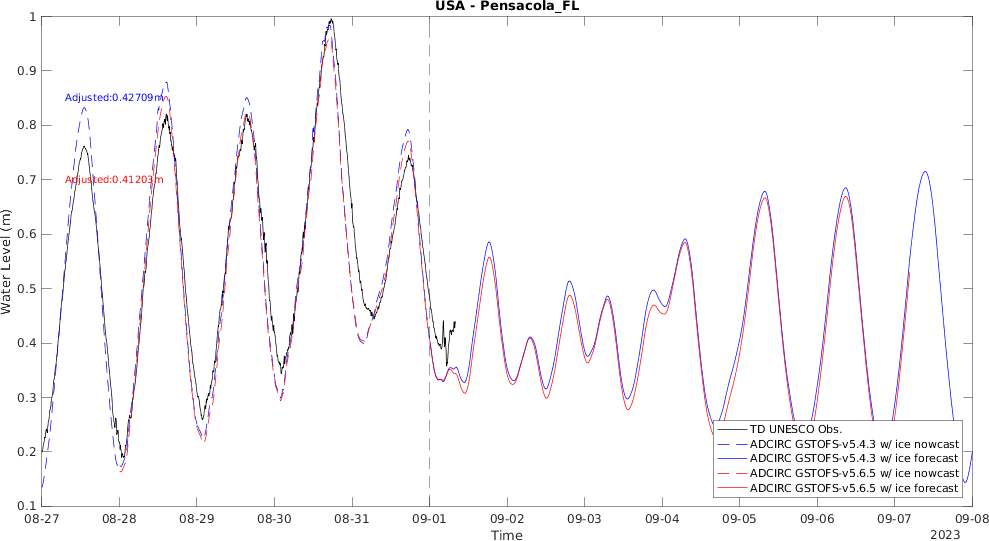 USA - Pensacola_FL
1
0.9
0.8
0.7
0.6
0.5
0.4
0.3
0.2
0.1
Water Level (m)
Adjusted:0.42709m
Adjusted:0.41203m
TD UNESCO Obs.
ADCIRC GSTOFS-v5.4.3 w/ ice nowcast
ADCIRC GSTOFS-v5.4.3 w/ ice forecast
ADCIRC GSTOFS-v5.6.5 w/ ice nowcast
ADCIRC GSTOFS-v5.6.5 w/ ice forecast
08-27 08-28 08-29 08-30 08-31 09-01 09-02 09-03 09-04 09-05 09-06 09-07 09-08
Time
2023